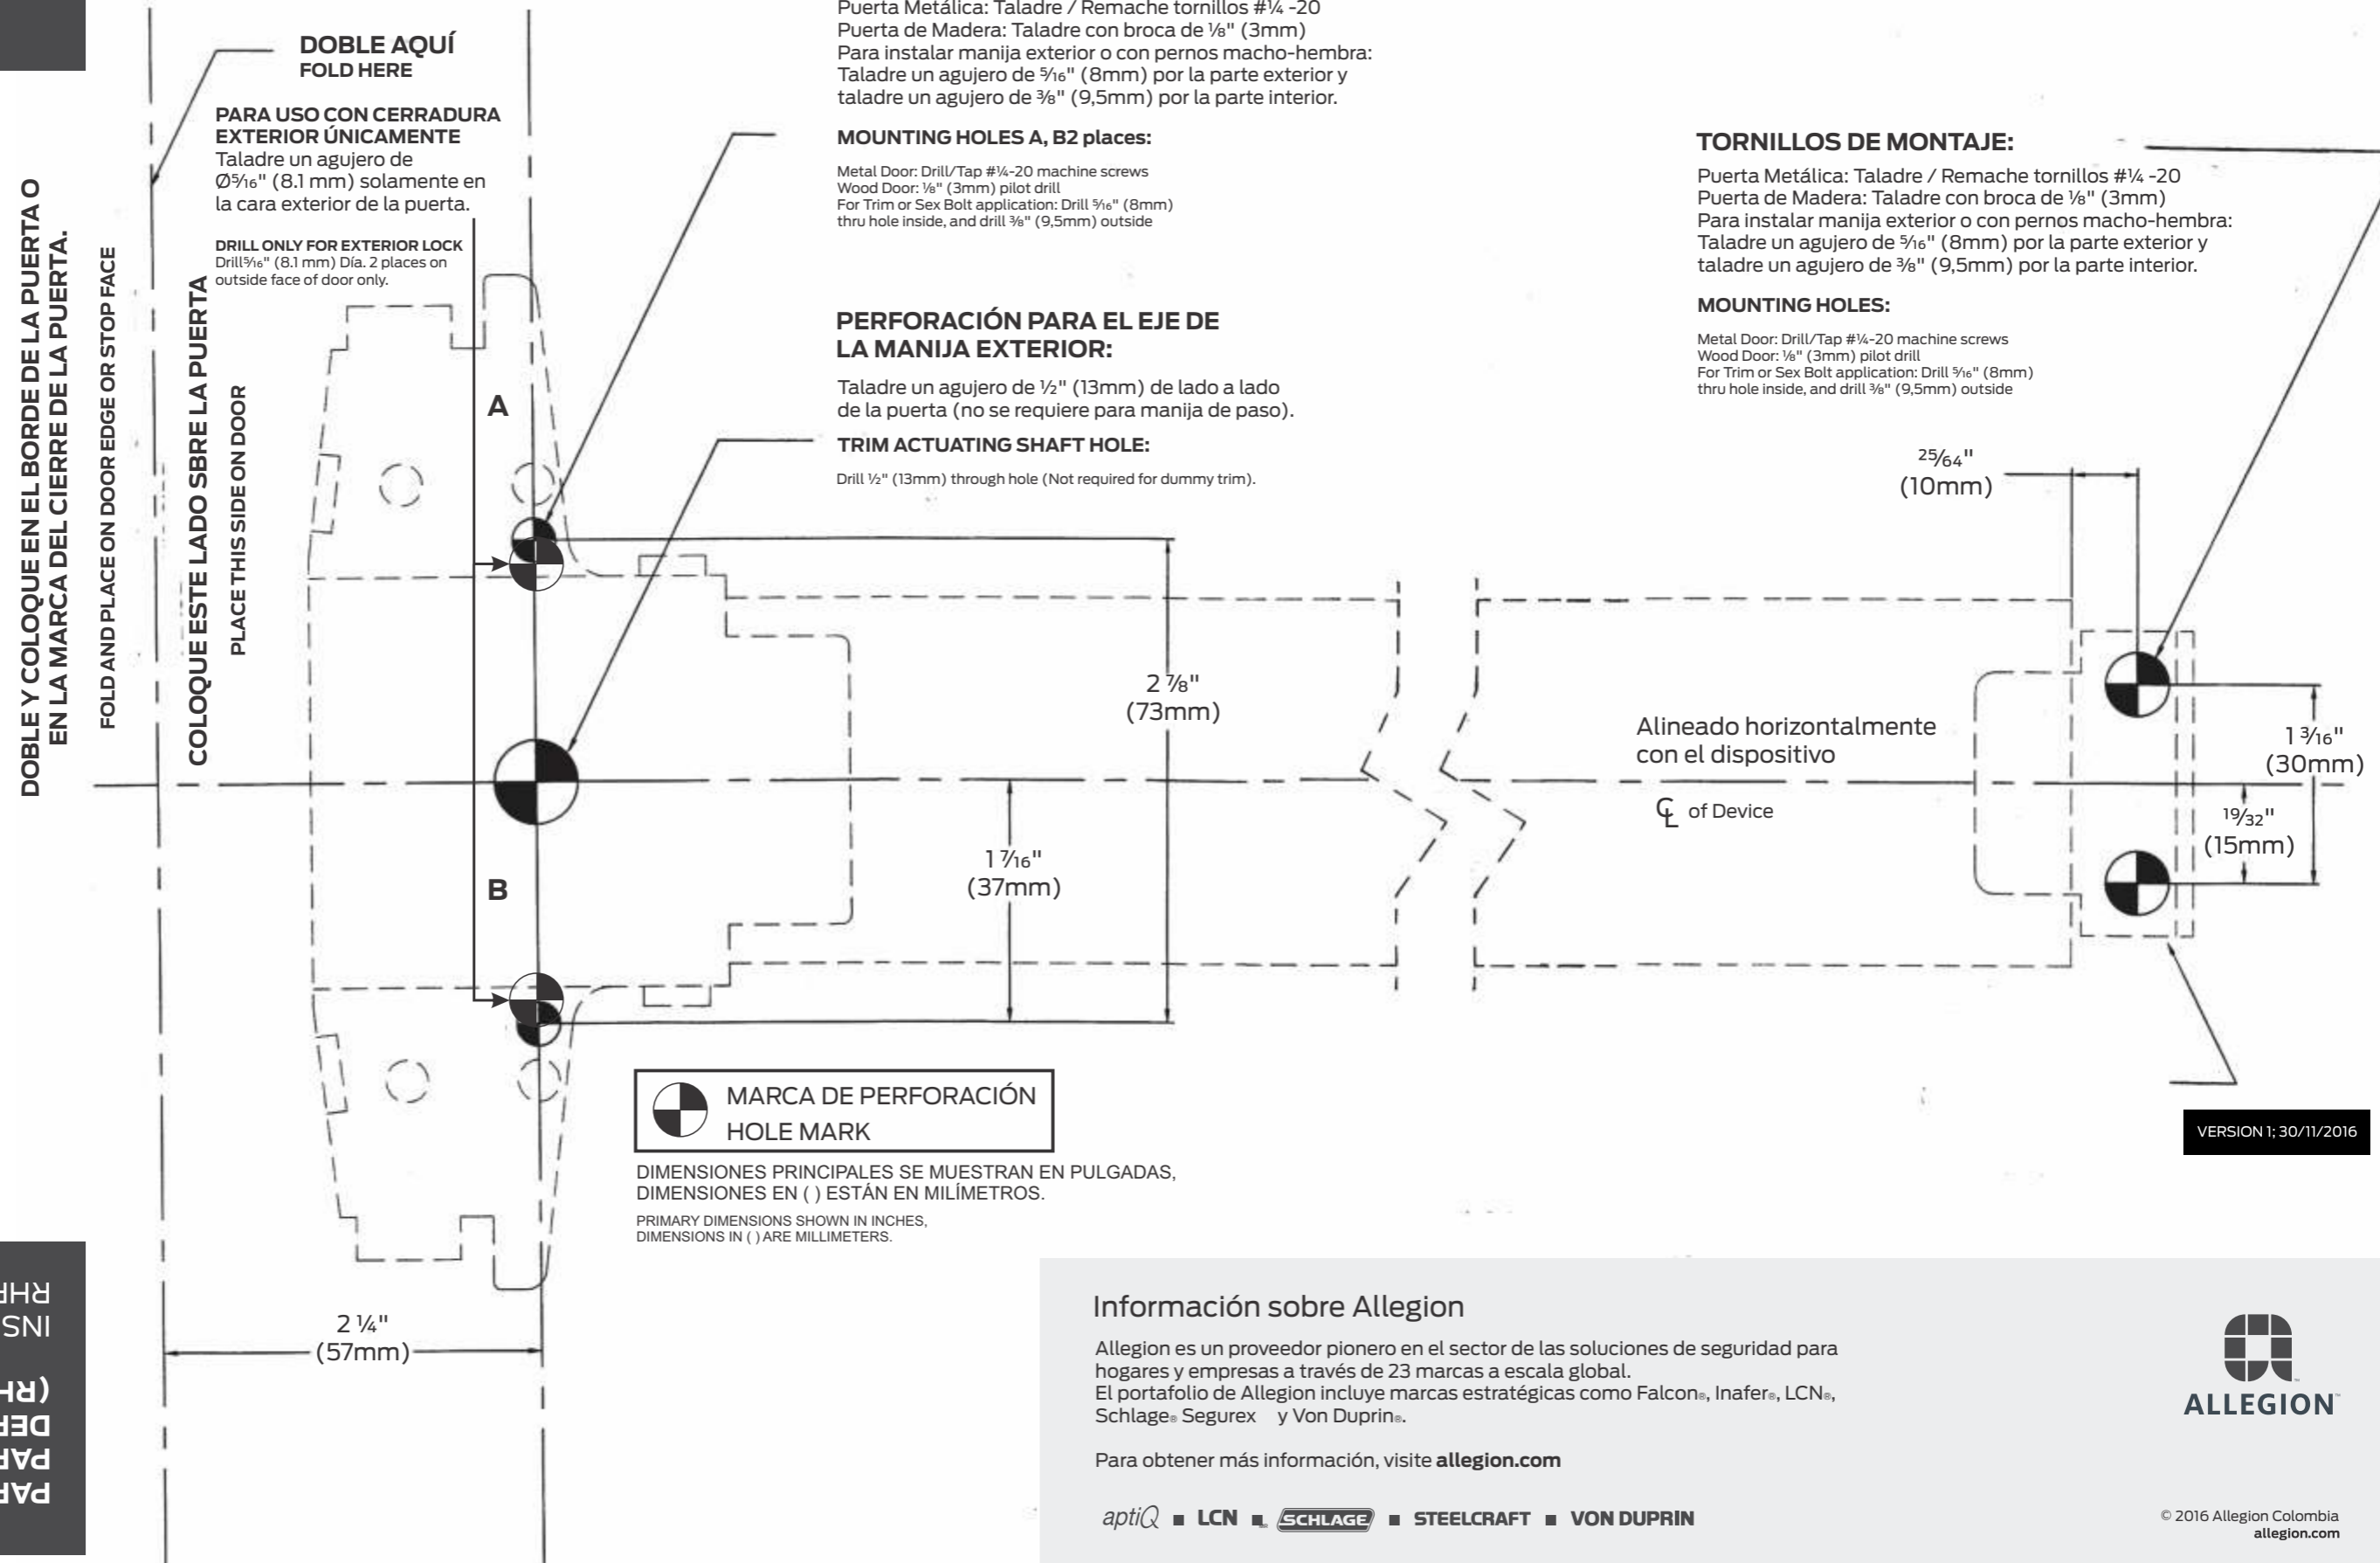 DOBLE Y COLOQUE EN EL BORDE DE LA PUERTA O
EN LA MARCA DEL CIERRE DE LA PUERTA.
FOLD AND PLACE ON DOOR EDGE OR STOP FACE
COLOQUE ESTE LADO SBRE LA PUERTA
PLACE THIS SIDE ON DOOR
DOBLE AQUÍ
FOLD HERE
PARA USO CON CERRADURA
EXTERIOR ÚNICAMENTE
Taladre un agujero de
Ø5⁄16" (8.1 mm) solamente en
la cara exterior de la puerta.
DRILL ONLY FOR EXTERIOR LOCK
Drill5⁄16" (8.1 mm) Día. 2 places on
outside face of door only.
A
B
Puerta Metálica: Taladre / Remache tornillos #¼ -20
Puerta de Madera: Taladre con broca de ⅛" (3mm)
Para instalar manija exterior o con pernos macho-hembra:
Taladre un agujero de 5⁄16" (8mm) por la parte exterior y
taladre un agujero de ⅜" (9,5mm) por la parte interior.
MOUNTING HOLES A, B2 places:
Metal Door: Drill/Tap #¼-20 machine screws
Wood Door: ⅛" (3mm) pilot drill
For Trim or Sex Bolt application: Drill 5⁄16" (8mm)
thru hole inside, and drill ⅜" (9,5mm) outside
PERFORACIÓN PARA EL EJE DE
LA MANIJA EXTERIOR:
Taladre un agujero de ½" (13mm) de lado a lado
de la puerta (no se requiere para manija de paso).
TRIM ACTUATING SHAFT HOLE:
Drill ½" (13mm) through hole (Not required for dummy trim).
TORNILLOS DE MONTAJE:
Puerta Metálica: Taladre / Remache tornillos #¼ -20
Puerta de Madera: Taladre con broca de ⅛" (3mm)
Para instalar manija exterior o con pernos macho-hembra:
Taladre un agujero de 5⁄16" (8mm) por la parte exterior y
taladre un agujero de ⅜" (9,5mm) por la parte interior.
MOUNTING HOLES:
Metal Door: Drill/Tap #¼-20 machine screws
Wood Door: ⅛" (3mm) pilot drill
For Trim or Sex Bolt application: Drill 5⁄16" (8mm)
thru hole inside, and drill ⅜" (9,5mm) outside
25⁄64"
(10mm)
2 ⅞"
(73mm)
1 7⁄16"
(37mm)
Alineado horizontalmente
con el dispositivo
℄ of Device
1 3⁄16"
(30mm)
19⁄32"
(15mm)
MARCA DE PERFORACIÓN
HOLE MARK
DIMENSIONES PRINCIPALES SE MUESTRAN EN PULGADAS,
DIMENSIONES EN ( ) ESTÁN EN MILÍMETROS.
PRIMARY DIMENSIONS SHOWN IN INCHES,
DIMENSIONS IN ( ) ARE MILLIMETERS.
2 ¼"
(57mm)
VERSION 1; 30/11/2016
PAR
PAR
DER
(RH
INS
RHR
Información sobre Allegion
Allegion es un proveedor pionero en el sector de las soluciones de seguridad para
hogares y empresas a través de 23 marcas a escala global.
El portafolio de Allegion incluye marcas estratégicas como Falcon®, Inafer®, LCN®,
Schlage® Segurex y Von Duprin®.
Para obtener más información, visite allegion.com
aptiQ ■ LCN ■ SCHLAGE ■ STEELCRAFT ■ VON DUPRIN
ALLEGION™
© 2016 Allegion Colombia
allegion.com